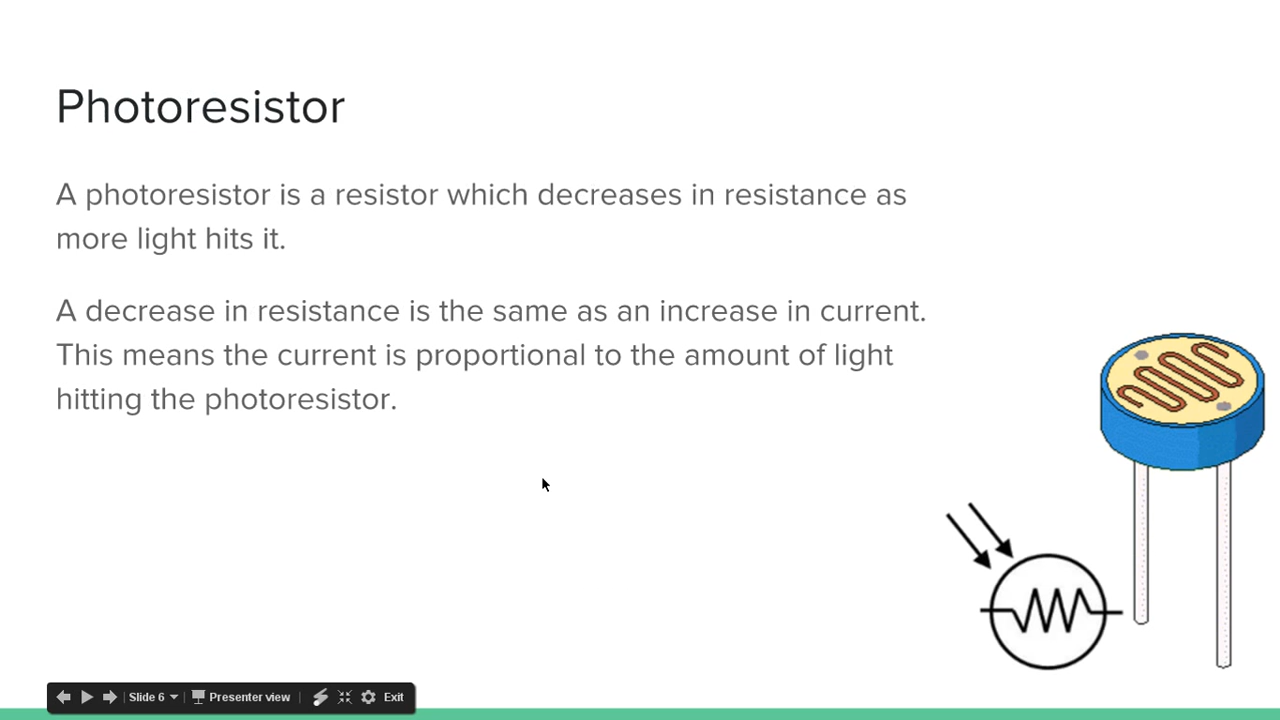 Photoresistor
A photoresistor is a resistor which decreases in resistance as
more light hits it.
A decrease in resistance is the same as an increase in current.
This means the current is proportional to the amount of light
hitting the photoresistor.
Slide 6 Presenter view Exit